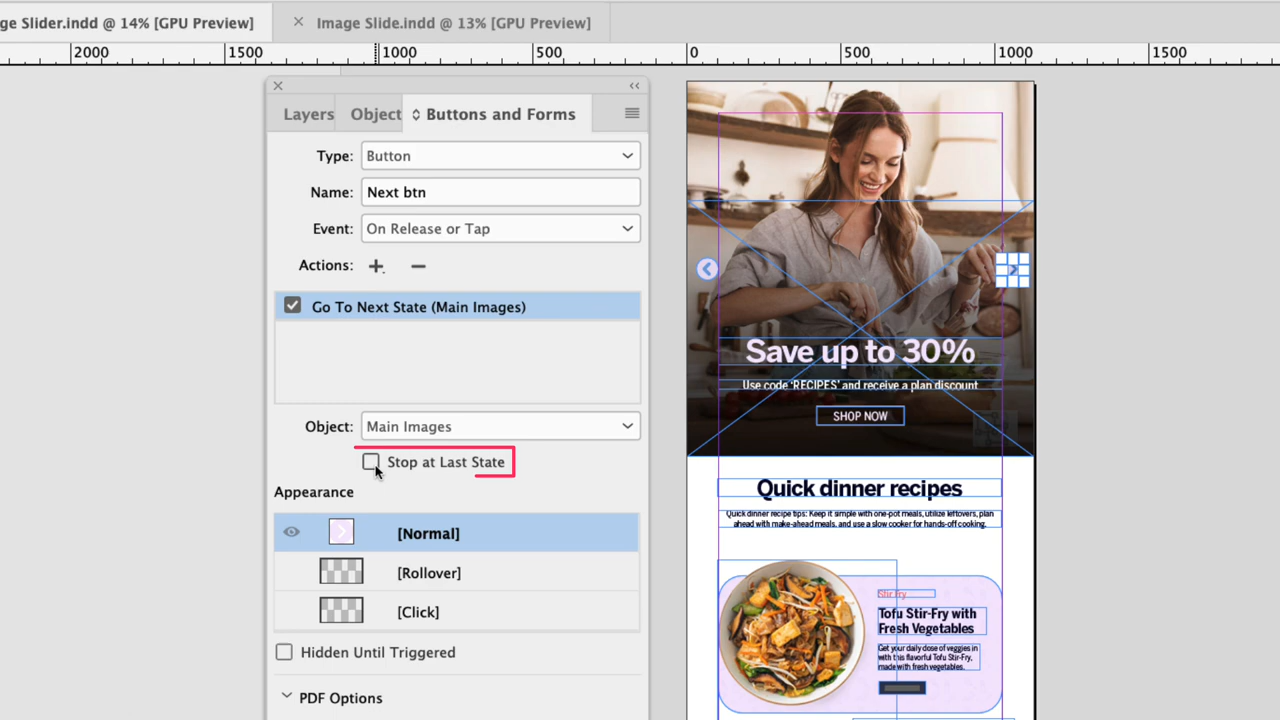 ge Slider.indd @ 14% [GPU Preview]
Image Slide.indd @ 13% [GPU Preview]
2000 1500 1000 500 0 500 1000 1500
Layers Object Buttons and Forms
Type: Button
Name: Next btn
Event: On Release or Tap
Actions:
Go To Next State (Main Images)
Object: Main Images
Stop at Last State
Appearance
[Normal]
[Rollover]
[Click]
Hidden Until Triggered
PDF Options
Save up to 30%
Use code ‘RECIPES’ and receive a plan discount
SHOP NOW
Quick dinner recipes
Quick dinner recipe tips: Keep it simple with one-pot meals, utilize leftovers, plan
ahead with make-ahead meals, and use a slow cooker for hands-off cooking.
Stir Fry
Tofu Stir-Fry with
Fresh Vegetables
Get your daily dose of veggies in
with this flavorful Tofu Stir-Fry,
made with fresh vegetables.